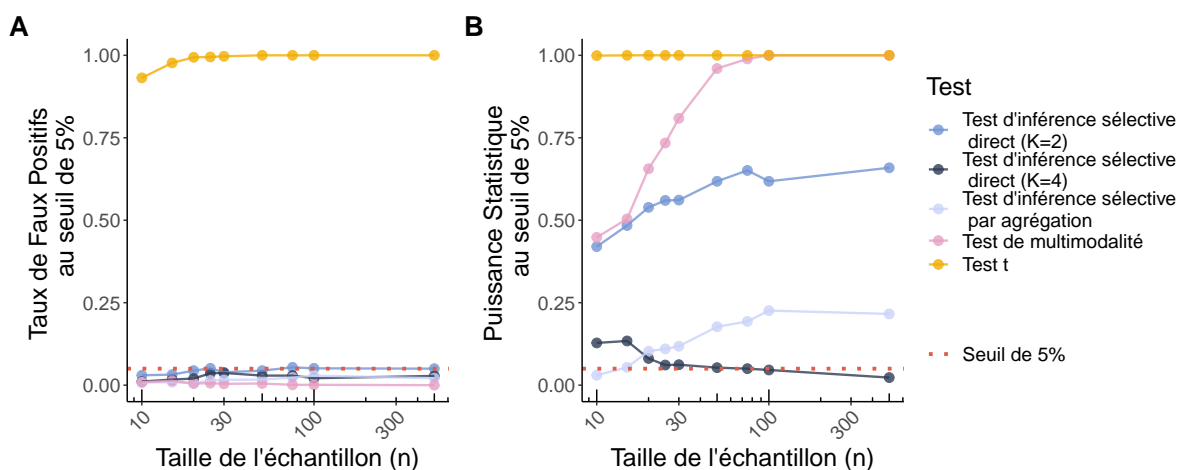 A
Taux de Faux Positifs
au seuil de 5%
1.00
0.75
0.50
0.25
0.00
10
30
100
300
Taille de l'échantillon (n)
B
Puissance Statistique
au seuil de 5%
1.00
0.75
0.50
0.25
0.00
10
30
100
300
Taille de l'échantillon (n)
Test
Test d'inférence sélective
direct (K=2)
Test d'inférence sélective
direct (K=4)
Test d'inférence sélective
par agrégation
Test de multimodalité
Test t
Seuil de 5%